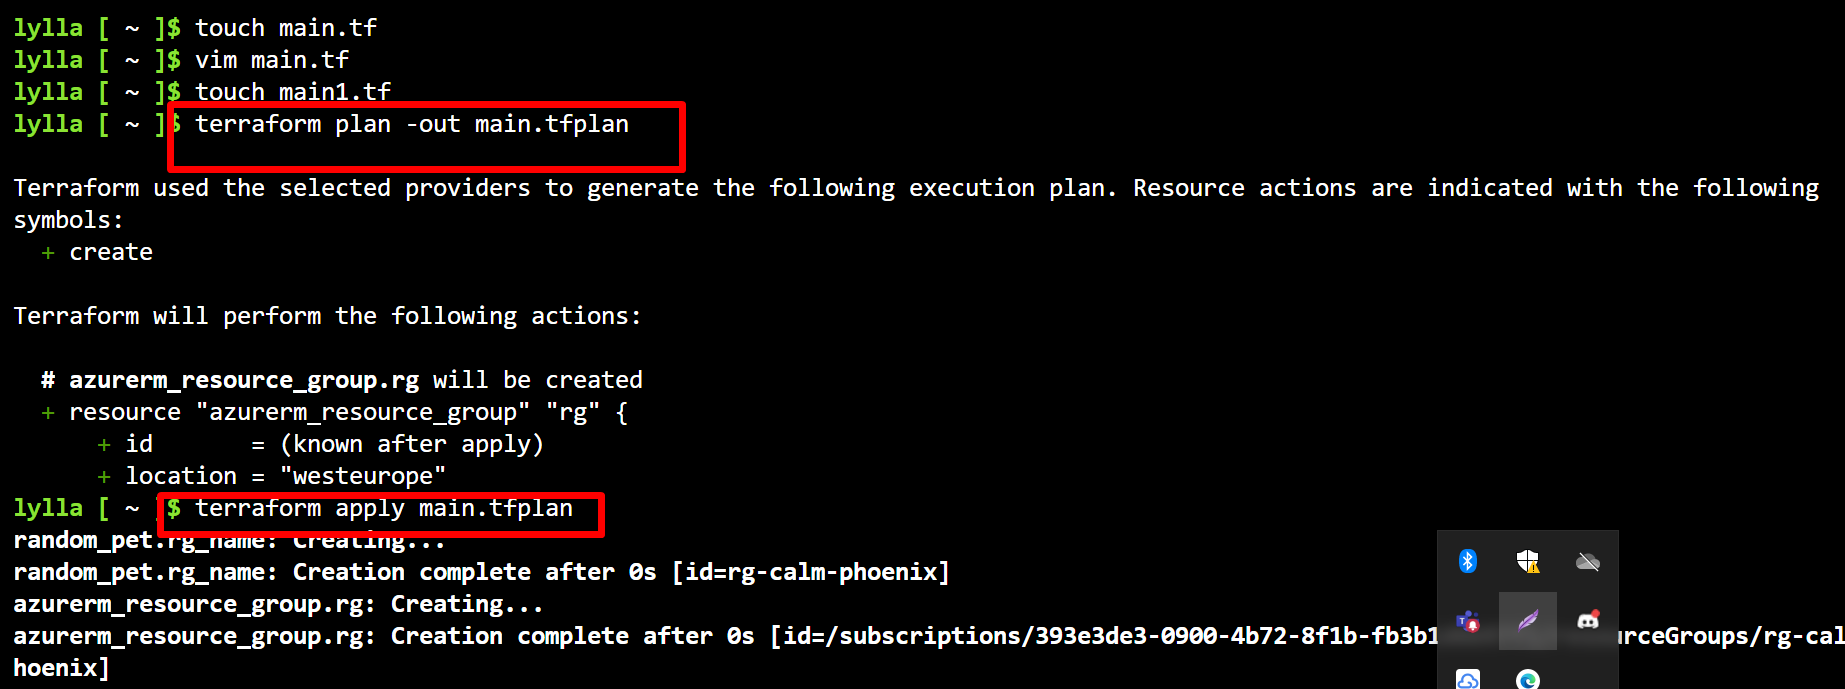 lylla [ ~ ]$ touch main.tf
lylla [ ~ ]$ vim main.tf
lylla [ ~ ]$ touch main1.tf
lylla [ ~ ]$ terraform plan -out main.tfplan
Terraform used the selected providers to generate the following execution plan. Resource actions are indicated with the following
symbols:
+ create
Terraform will perform the following actions:
# azurerm_resource_group.rg will be created
+ resource "azurerm_resource_group" "rg" {
+ id = (known after apply)
+ location = "westeurope"
lylla [ ~ ]$ terraform apply main.tfplan
random_pet.rg_name: Creating...
random_pet.rg_name: Creation complete after 0s [id=rg-calm-phoenix]
azurerm_resource_group.rg: Creating...
azurerm_resource_group.rg: Creation complete after 0s [id=/subscriptions/393e3de3-0900-4b72-8f1b-fb3b1 urceGroups/rg-cal
hoenix]